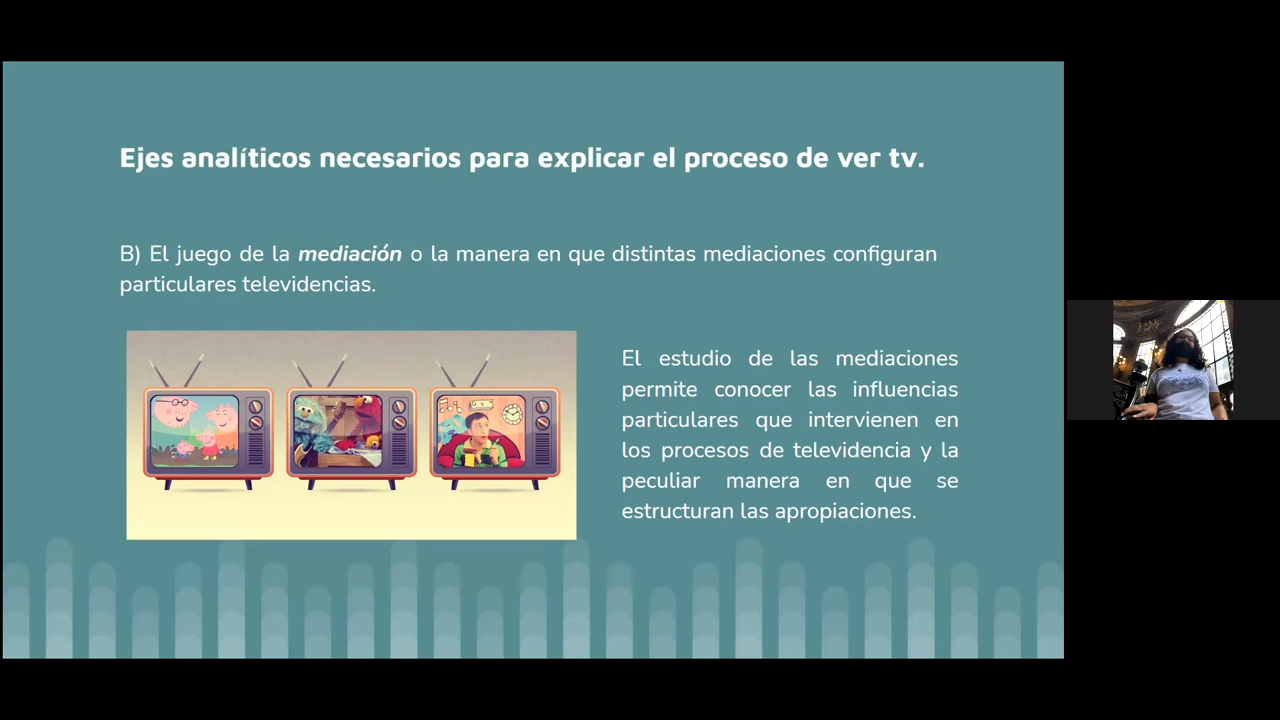 Ejes analíticos necesarios para explicar el proceso de ver tv.
B) El juego de la mediación o la manera en que distintas mediaciones configuran
particulares televidencias.
El estudio de las mediaciones
permite conocer las influencias
particulares que intervienen en
los procesos de televidencia y la
peculiar manera en que se
estructuran las apropiaciones.